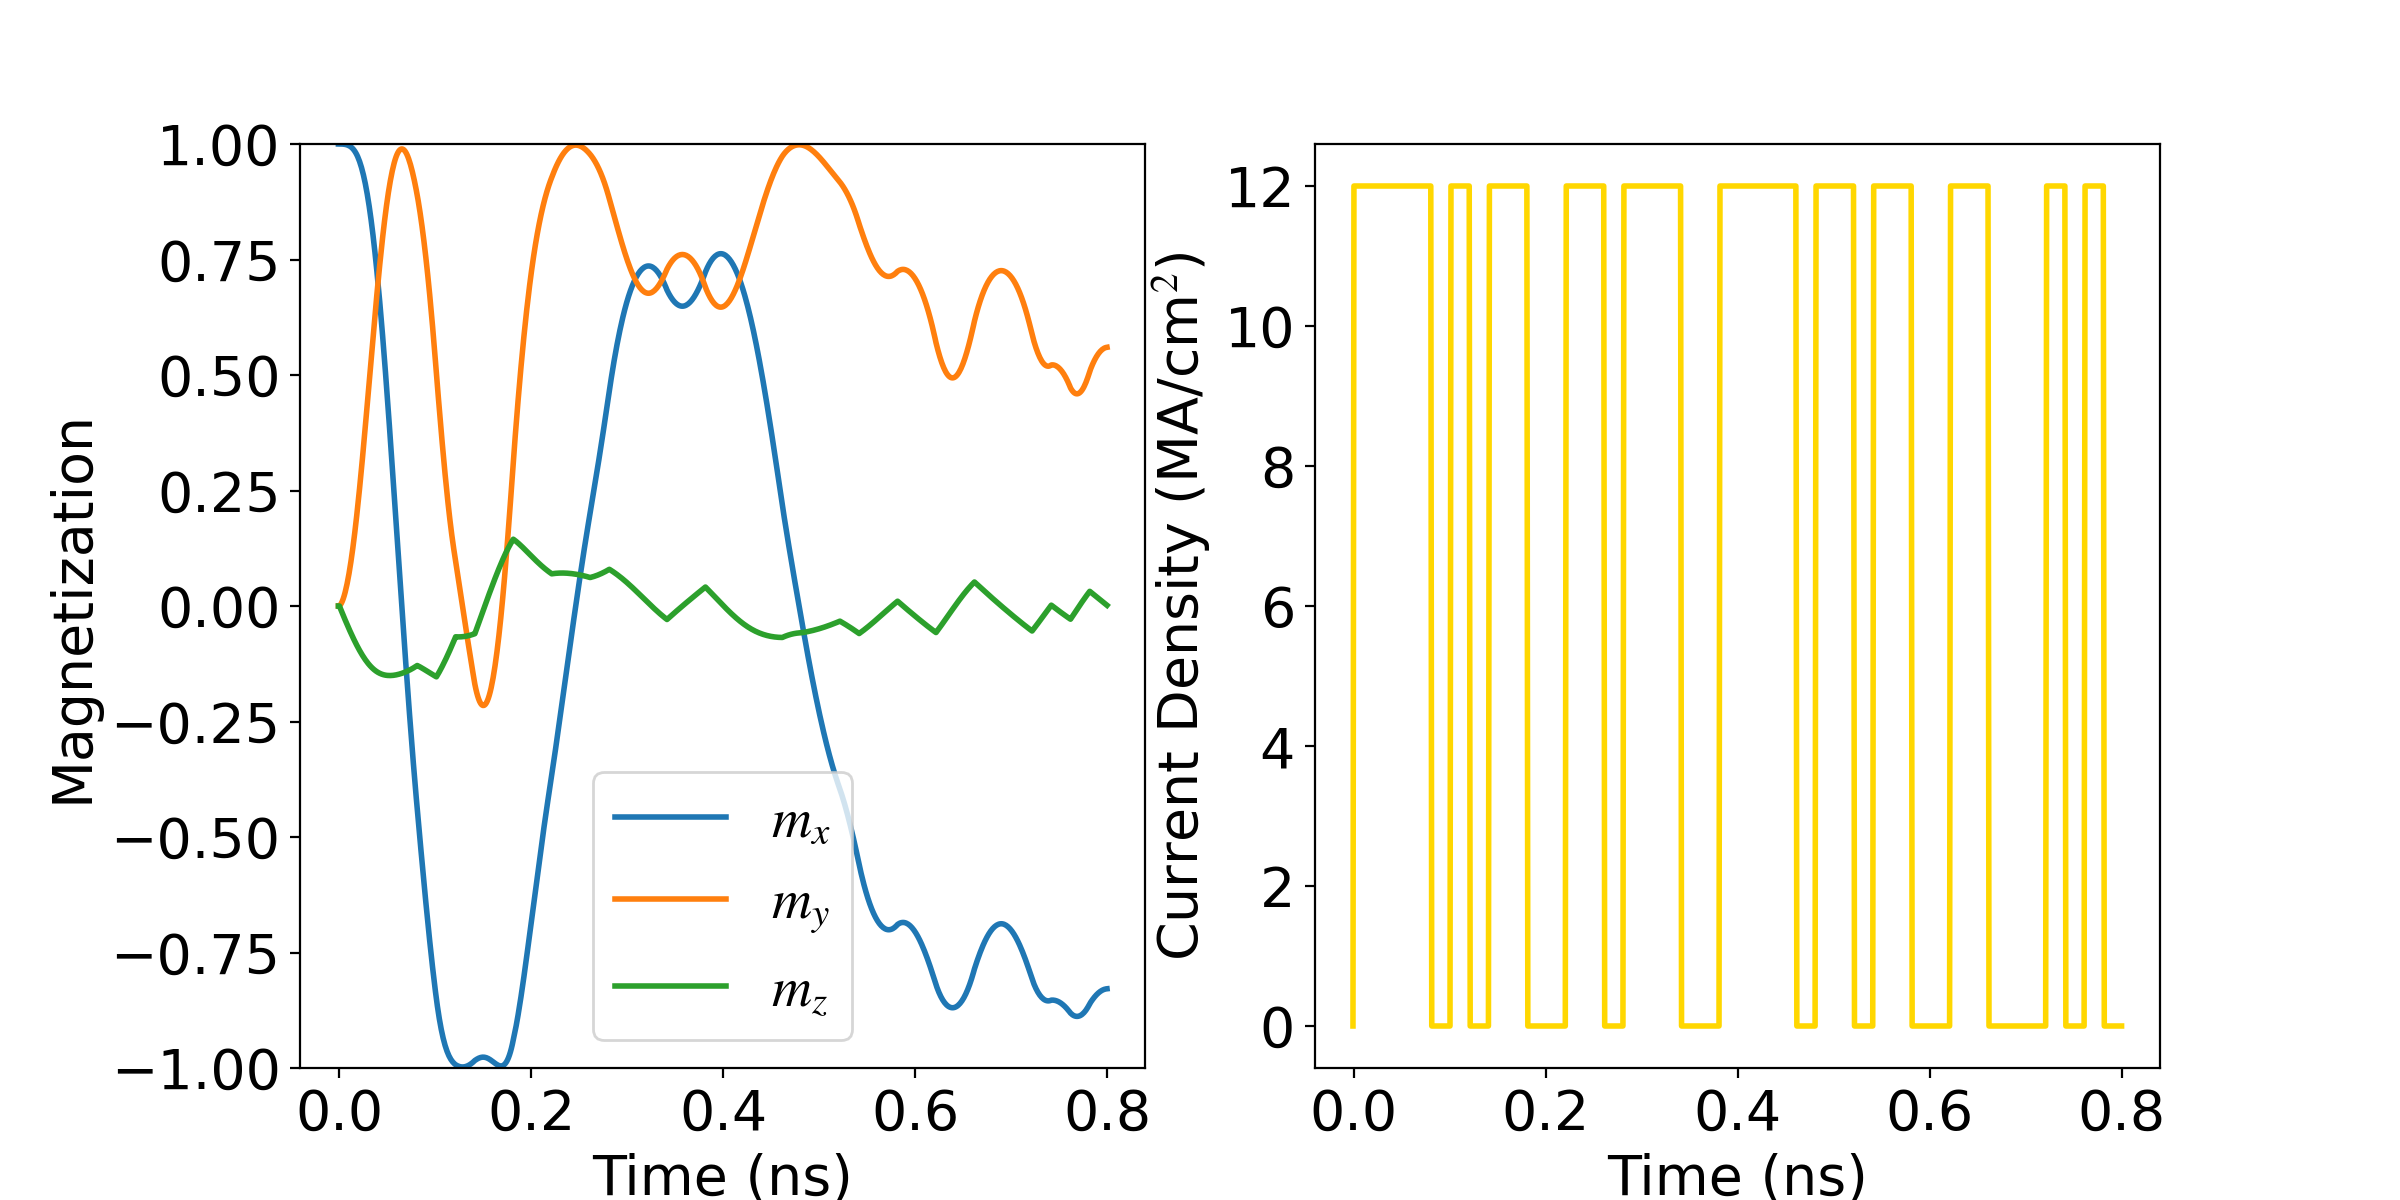 1.00
0.75
0.50
0.25
0.00
−0.25
−0.50
−0.75
−1.00
Magnetization
0.0 0.2 0.4 0.6 0.8
Time (ns)
m_x
m_y
m_z
12
10
8
6
4
2
0
Current Density (MA/cm²)
0.0 0.2 0.4 0.6 0.8
Time (ns)